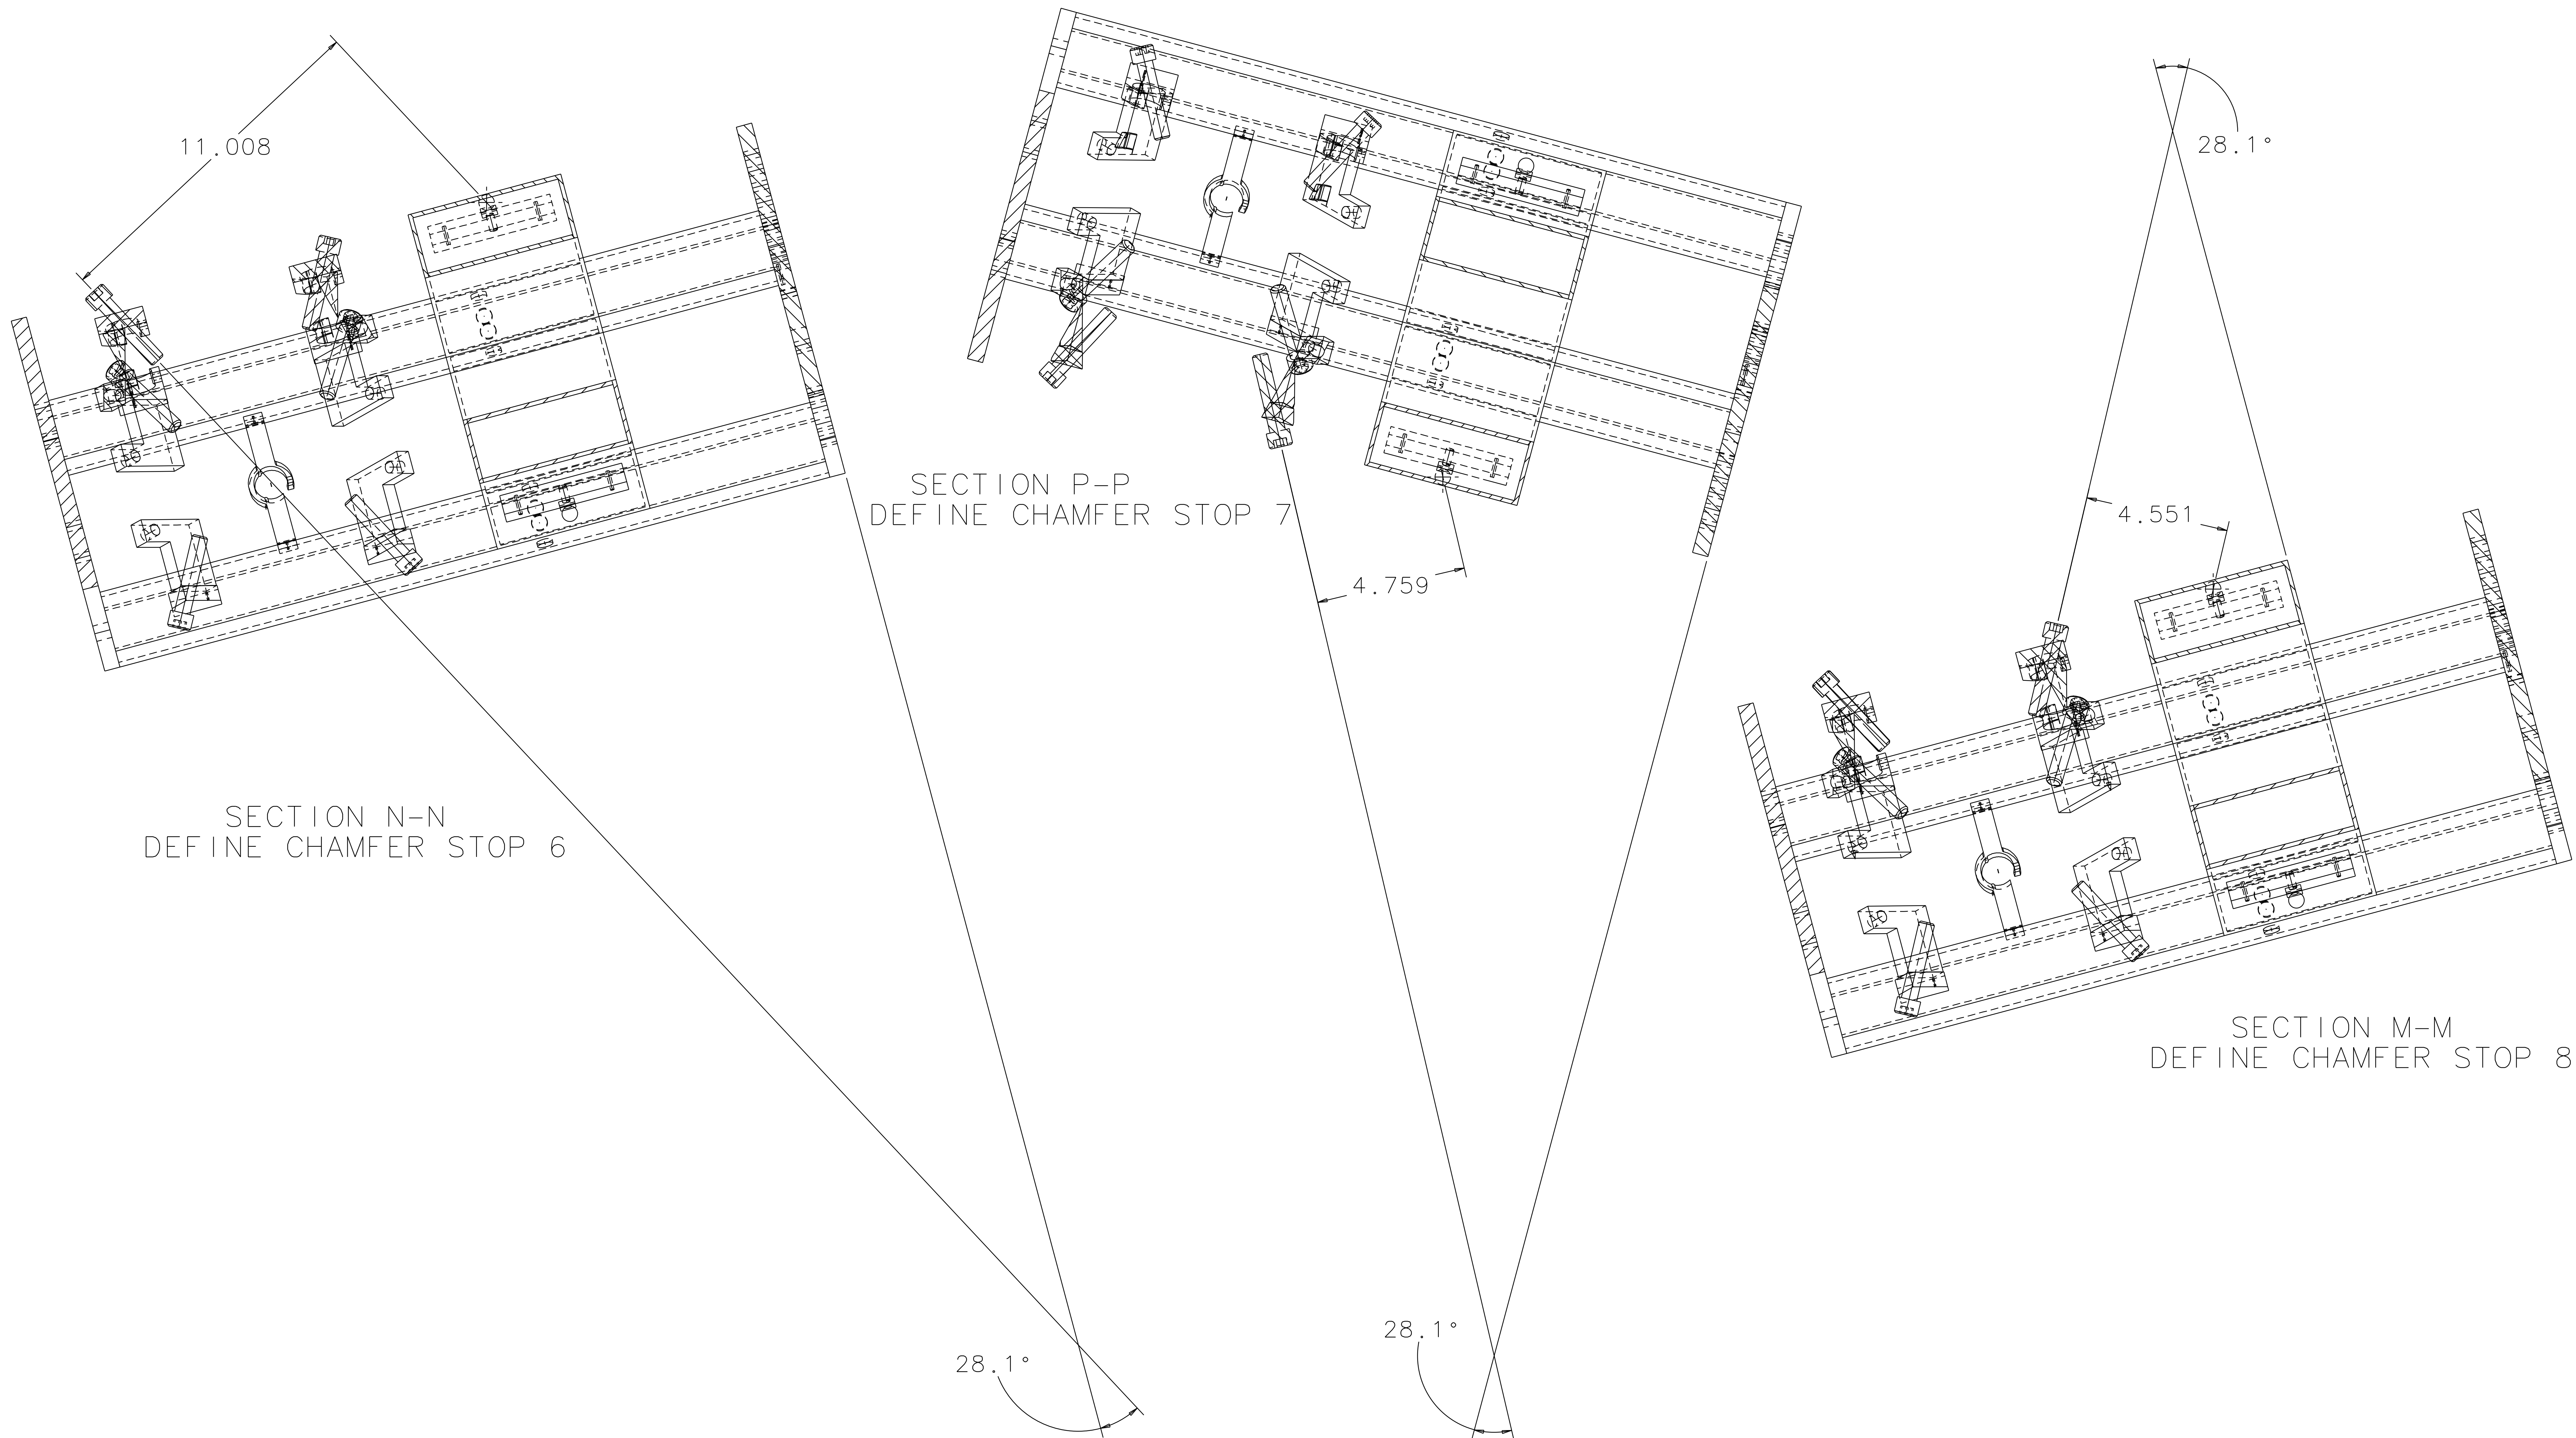 11.008
SECTION N-N
DEFINE CHAMFER STOP 6
28.1°
SECTION P-P
DEFINE CHAMFER STOP 7
4.759
28.1°
28.1°
4.551
SECTION M-M
DEFINE CHAMFER STOP 8